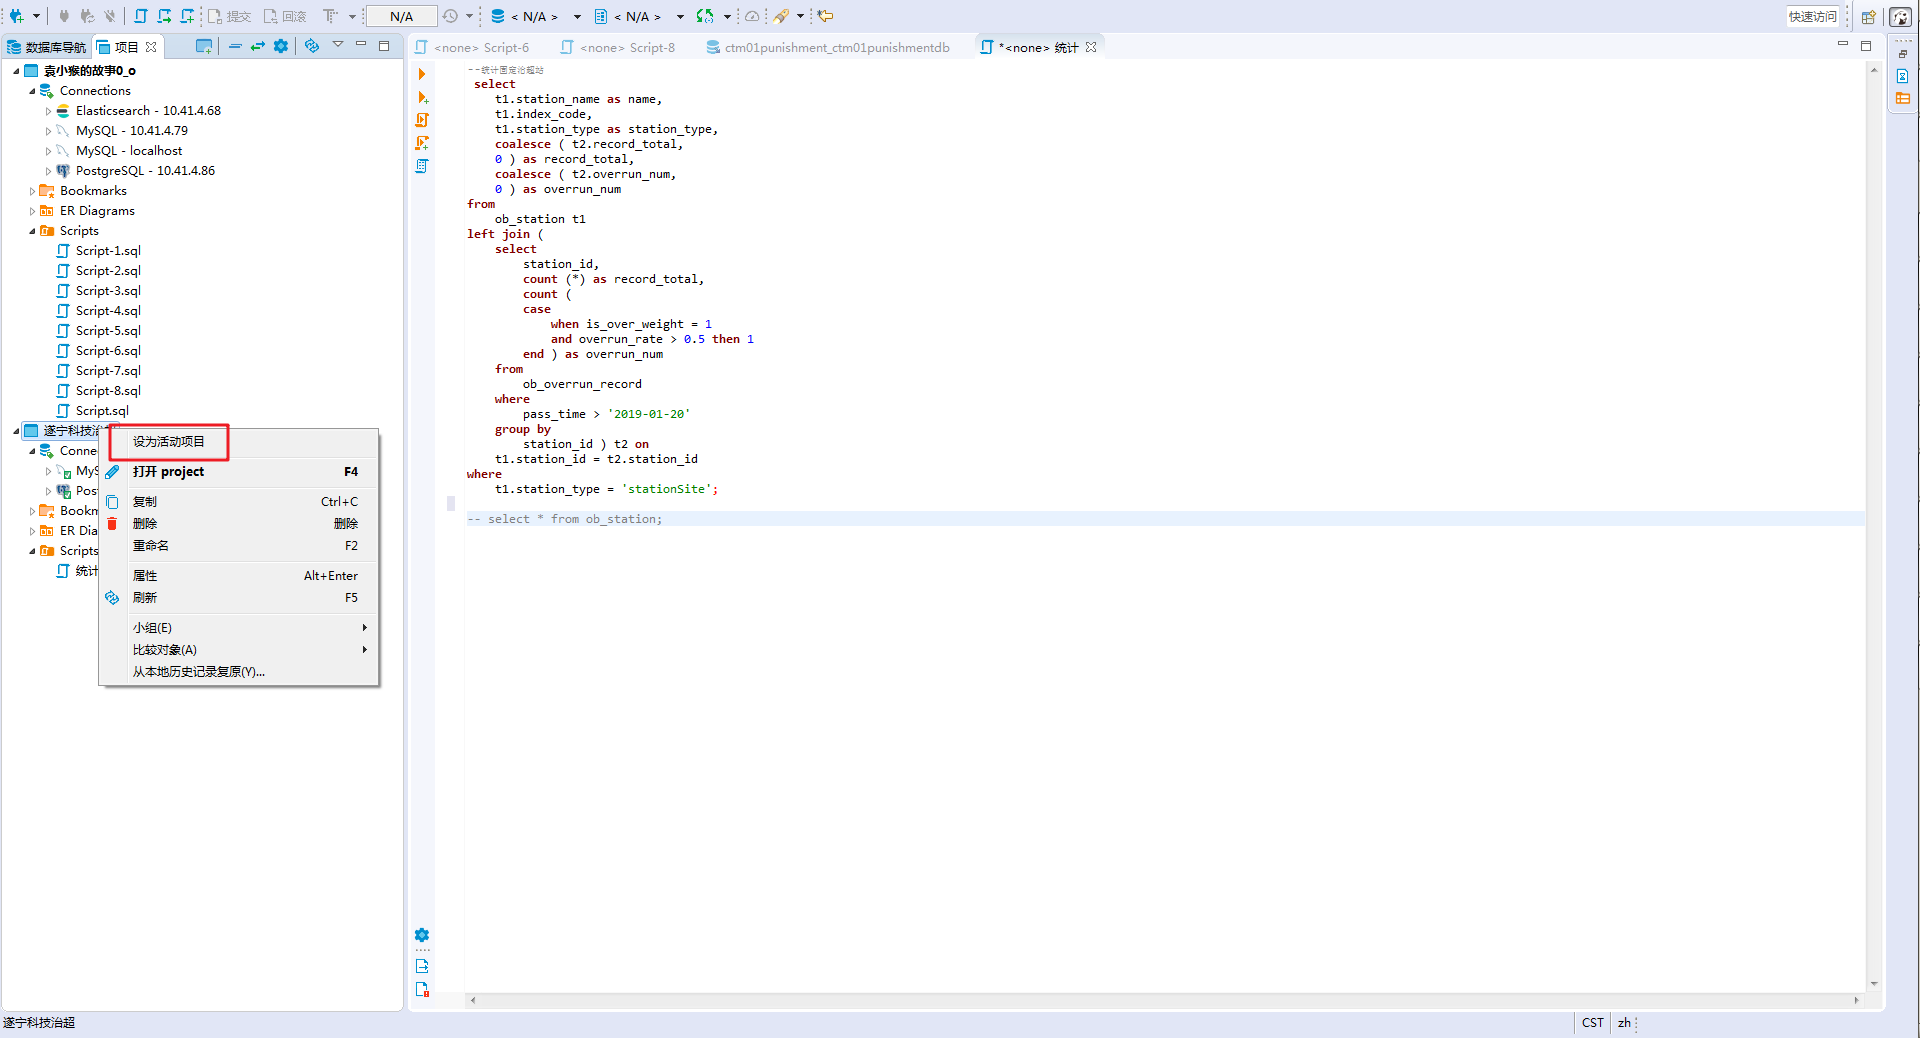 提交
回滚
N/A
< N/A >
< N/A >
快速访问
数据库导航
项目
<none> Script-6
<none> Script-8
ctm01punishment_ctm01punishmentdb
*<none> 统计
袁小猴的故事0_o
Connections
Elasticsearch - 10.41.4.68
MySQL - 10.41.4.79
MySQL - localhost
PostgreSQL - 10.41.4.86
Bookmarks
ER Diagrams
Scripts
Script-1.sql
Script-2.sql
Script-3.sql
Script-4.sql
Script-5.sql
Script-6.sql
Script-7.sql
Script-8.sql
Script.sql
遂宁科技治
Conne
MyS
Post
Bookm
ER Dia
Scripts
统计
设为活动项目
打开 project F4
复制 Ctrl+C
删除 删除
重命名 F2
属性 Alt+Enter
刷新 F5
小组(E)
比较对象(A)
从本地历史记录复原(Y)...
--统计固定治超站
select
t1.station_name as name,
t1.index_code,
t1.station_type as station_type,
coalesce ( t2.record_total,
0 ) as record_total,
coalesce ( t2.overrun_num,
0 ) as overrun_num
from
ob_station t1
left join (
select
station_id,
count (*) as record_total,
count (
case
when is_over_weight = 1
and overrun_rate > 0.5 then 1
end ) as overrun_num
from
ob_overrun_record
where
pass_time > '2019-01-20'
group by
station_id ) t2 on
t1.station_id = t2.station_id
where
t1.station_type = 'stationSite';
-- select * from ob_station;
遂宁科技治超
CST
zh